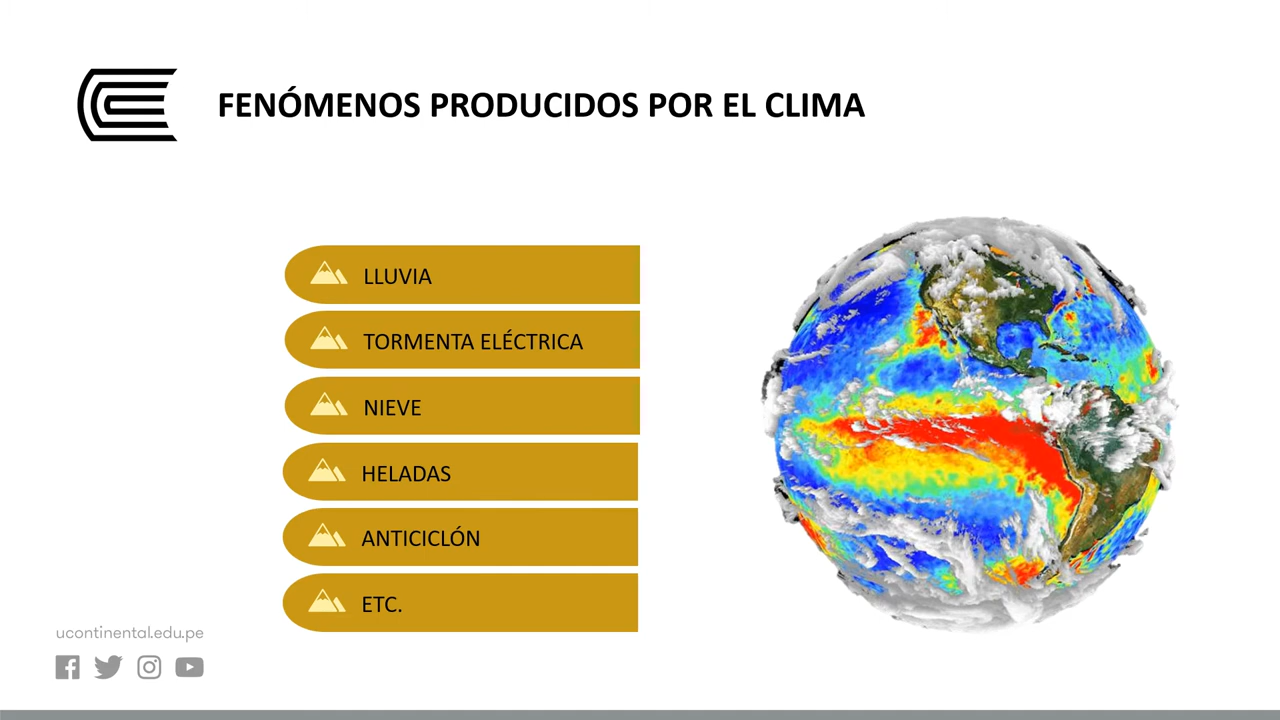 FENÓMENOS PRODUCIDOS POR EL CLIMA
LLUVIA
TORMENTA ELÉCTRICA
NIEVE
HELADAS
ANTICICLÓN
ETC.
ucontinental.edu.pe